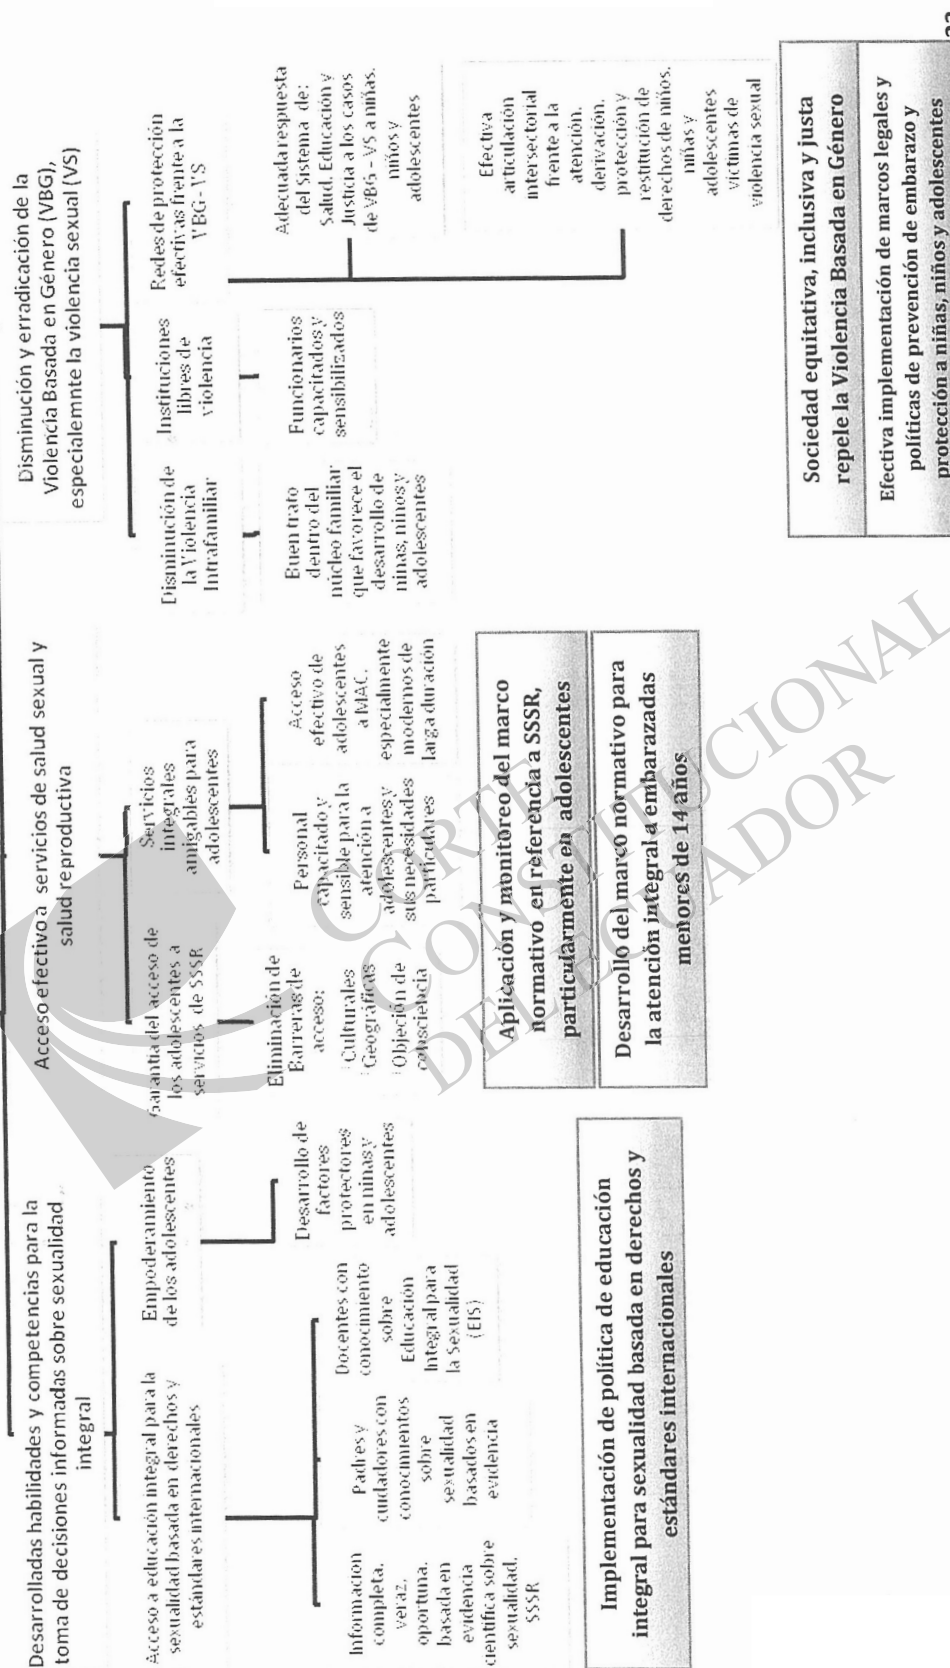 Desarrolladas habilidades y competencias para la
toma de decisiones informadas sobre sexualidad
integral
Acceso a educación integral para la
sexualidad basada en derechos y
estándares internacionales
Informacion
completa.
veraz.
oportuna.
basada en
evidencia
científica sobre
sexualidad.
SSSR
Padres y
cuidadores con
conocimientos
sobre
sexualidad
basados en
evidencia
Docentes con
conocimiento
sobre
Educación
Integral para
la Sexualidad
(EIS)
Empoderamiento
de los adolescentes
Desarrollo de
factores
protectores
en ninas y
adolescentes
Implementación de política de educación
integral para sexualidad basada en derechos y
estándares internacionales
Acceso efectivo a servicios de salud sexual y
salud reproductiva
Garantía del acceso de
los adolescentes a
servicios de SSSR
Eliminación de
Barreras de
acceso:
Culturales
Geográficas
Objeción de
consciencia
Servicios
integrales
amigables para
adolescentes
Personal
capacitado y
sensible para la
atención a
adolescentes y
sus necesidades
particulares
Acceso
efectivo de
adolescentes
a MAC.
especialmente
modernos de
larga duración
Aplicación y monitoreo del marco
normativo en referencia a SSSR,
particularmente en adolescentes
Desarrollo del marco normativo para
la atención integral a embarazadas
menores de 14 años
Disminución y erradicación de la
Violencia Basada en Género (VBG),
especialemnte la violencia sexual (VS)
Disminución de
la Violencia
Intrafamiliar
Buen trato
dentro del
núcleo familiar
que favorece el
desarrollo de
ninas, ninos y
adolescentes
Instituciones
libres de
violencia
Funcionarios
capacitados y
sensibilizados
Redes de protección
efectivas frente a la
VBG - VS
Adecuada respuesta
del Sistema de:
Salud. Educación y
Justicia a los casos
de VBG - VS a niñas.
niños y
adolescentes
Efectiva
articulación
intersectorial
frente a la
atención.
derivación.
protección y
restitución de
derechos de niños.
niñas y
adolescentes
víctimas de
violencia sexual
Sociedad equitativa, inclusiva y justa
repele la Violencia Basada en Género
Efectiva implementación de marcos legales y
políticas de prevención de embarazo y
protección a niñas, niños y adolescentes
CORTE
CONSTITUCIONAL
DEL ECUADOR